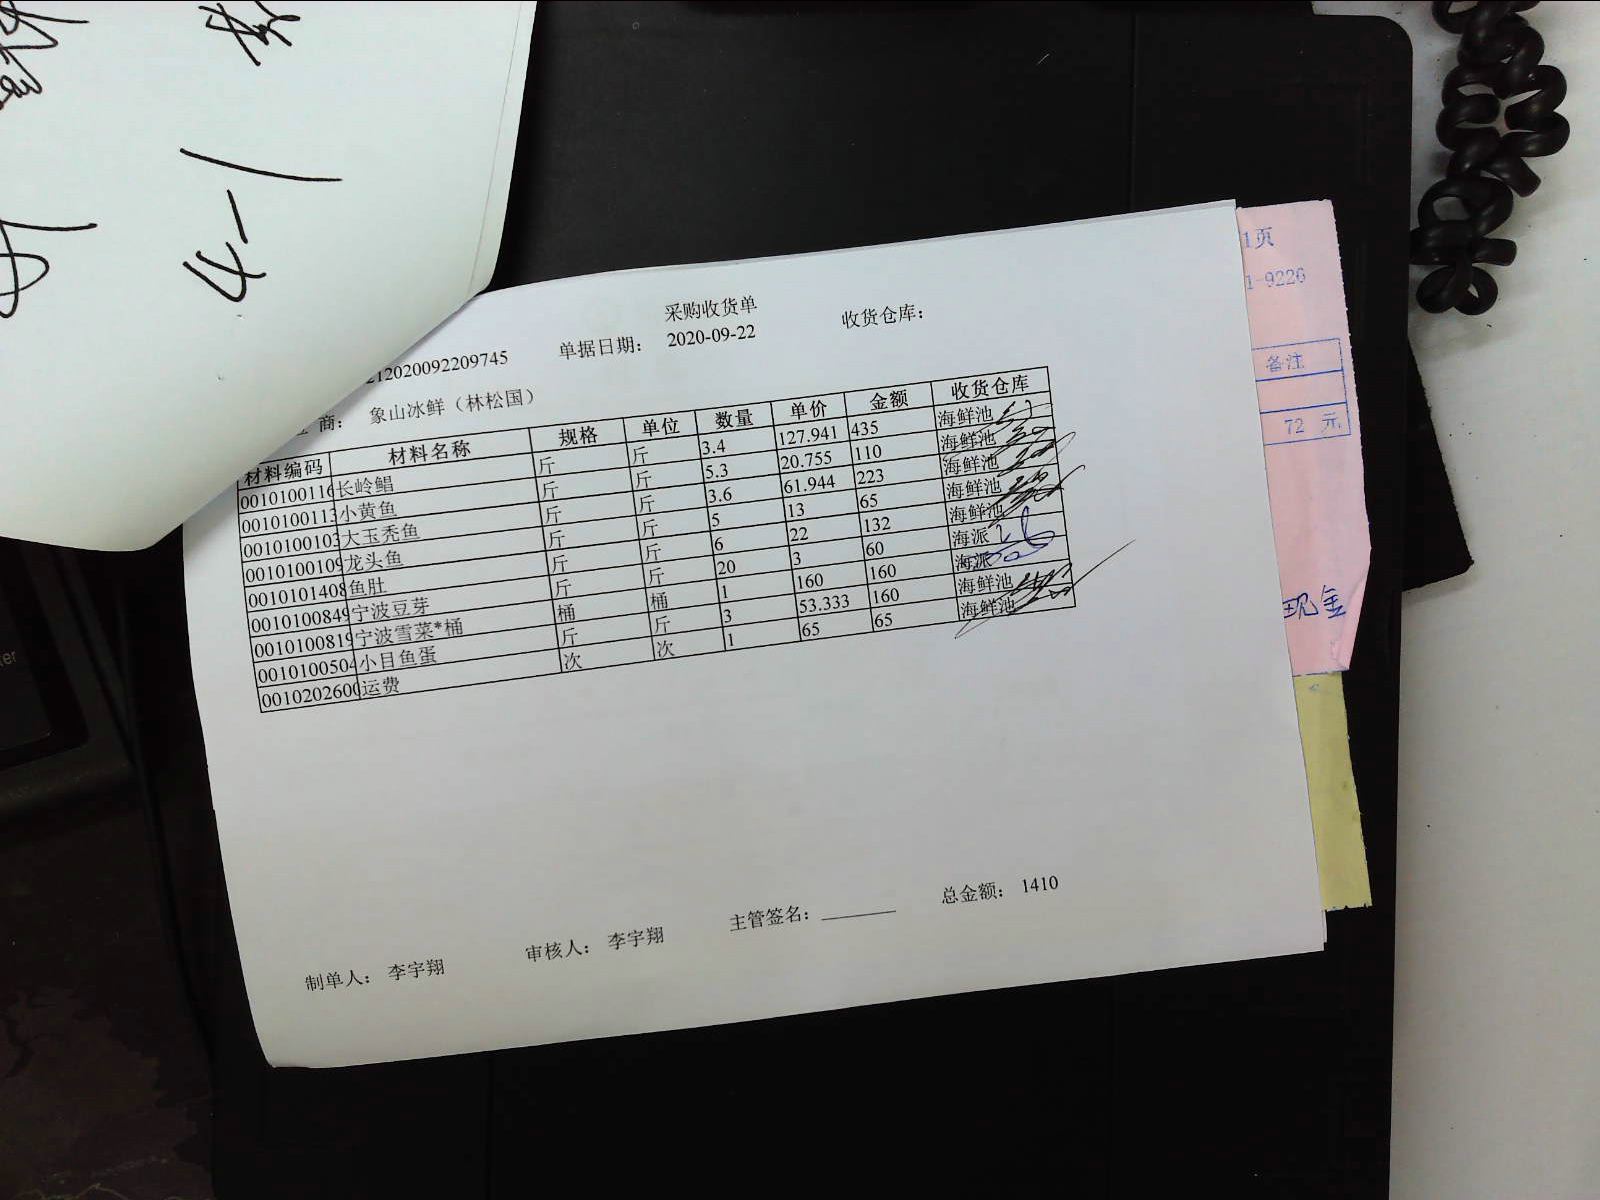 采购收货单
212020092209745 单据日期： 2020-09-22 收货仓库：
商： 象山冰鲜（林松国）
材料编码 材料名称 规格 单位 数量 单价 金额 收货仓库
0010100116 长岭鲳 斤 斤 3.4 127.941 435 海鲜池
0010100113 小黄鱼 斤 斤 5.3 20.755 110 海鲜池
0010100103 大玉秃鱼 斤 斤 3.6 61.944 223 海鲜池
0010100109 龙头鱼 斤 斤 5 13 65 海鲜池
0010101408 鱼肚 斤 斤 6 22 132 海鲜池
0010100849 宁波豆芽 斤 斤 20 3 60 海派
0010100819 宁波雪菜*桶 桶 桶 1 160 160 海派
0010100504 小目鱼蛋 斤 斤 3 53.333 160 海鲜池
0010202600 运费 次 次 1 65 65 海鲜池
制单人： 李宇翔 审核人： 李宇翔 主管签名： 总金额： 1410
1页
1-9226
备注
72 元
现金